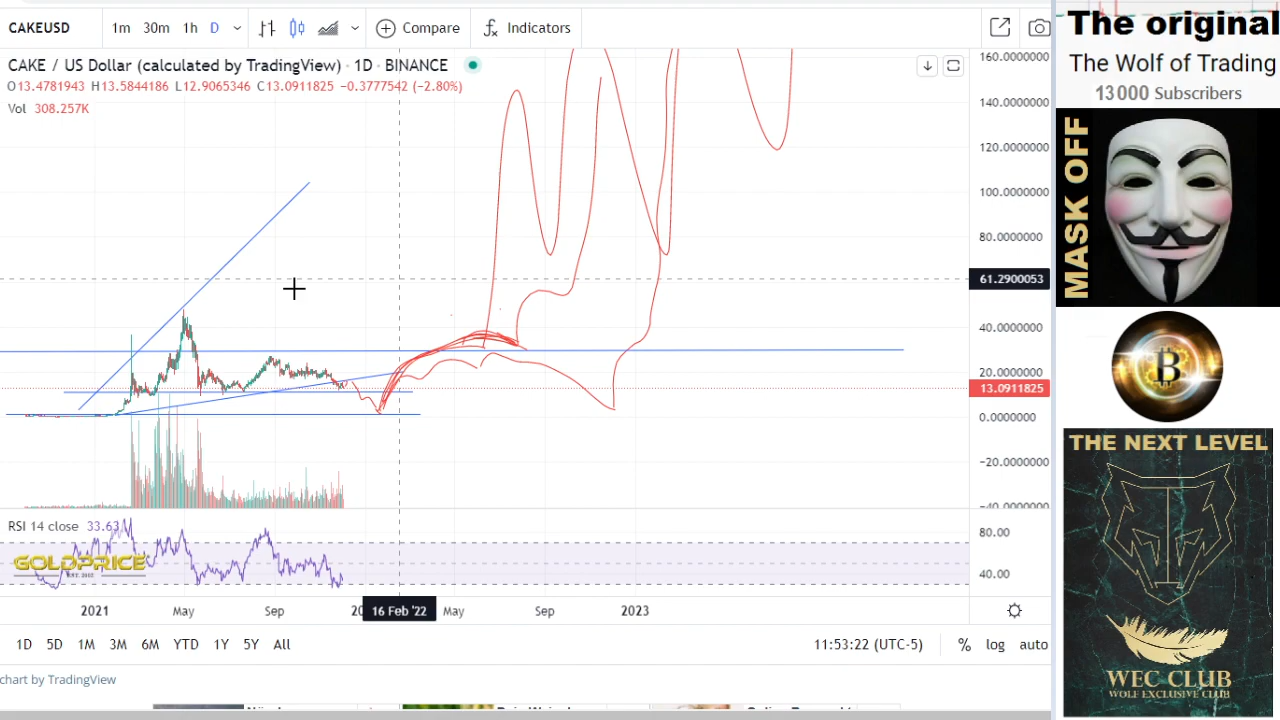 CAKEUSD
1m 30m 1h D
Compare
Indicators
CAKE / US Dollar (calculated by TradingView) · 1D · BINANCE
O13.4781943 H13.5844186 L12.9065346 C13.0911825 −0.3777542 (−2.80%)
Vol 308.257K
160.0000000
140.0000000
120.0000000
100.0000000
80.0000000
61.2900053
40.0000000
20.0000000
13.0911825
0.0000000
−20.0000000
−40.0000000
RSI 14 close 33.63
80.00
40.00
GOLDPRICE
EST. 2002
2021 May Sep 20 16 Feb '22 May Sep 2023
1D 5D 1M 3M 6M YTD 1Y 5Y All
11:53:22 (UTC-5) % log auto
chart by TradingView
The original
The Wolf of Trading
13000 Subscribers
MASK OFF
THE NEXT LEVEL
WEC CLUB
WOLF EXCLUSIVE CLUB